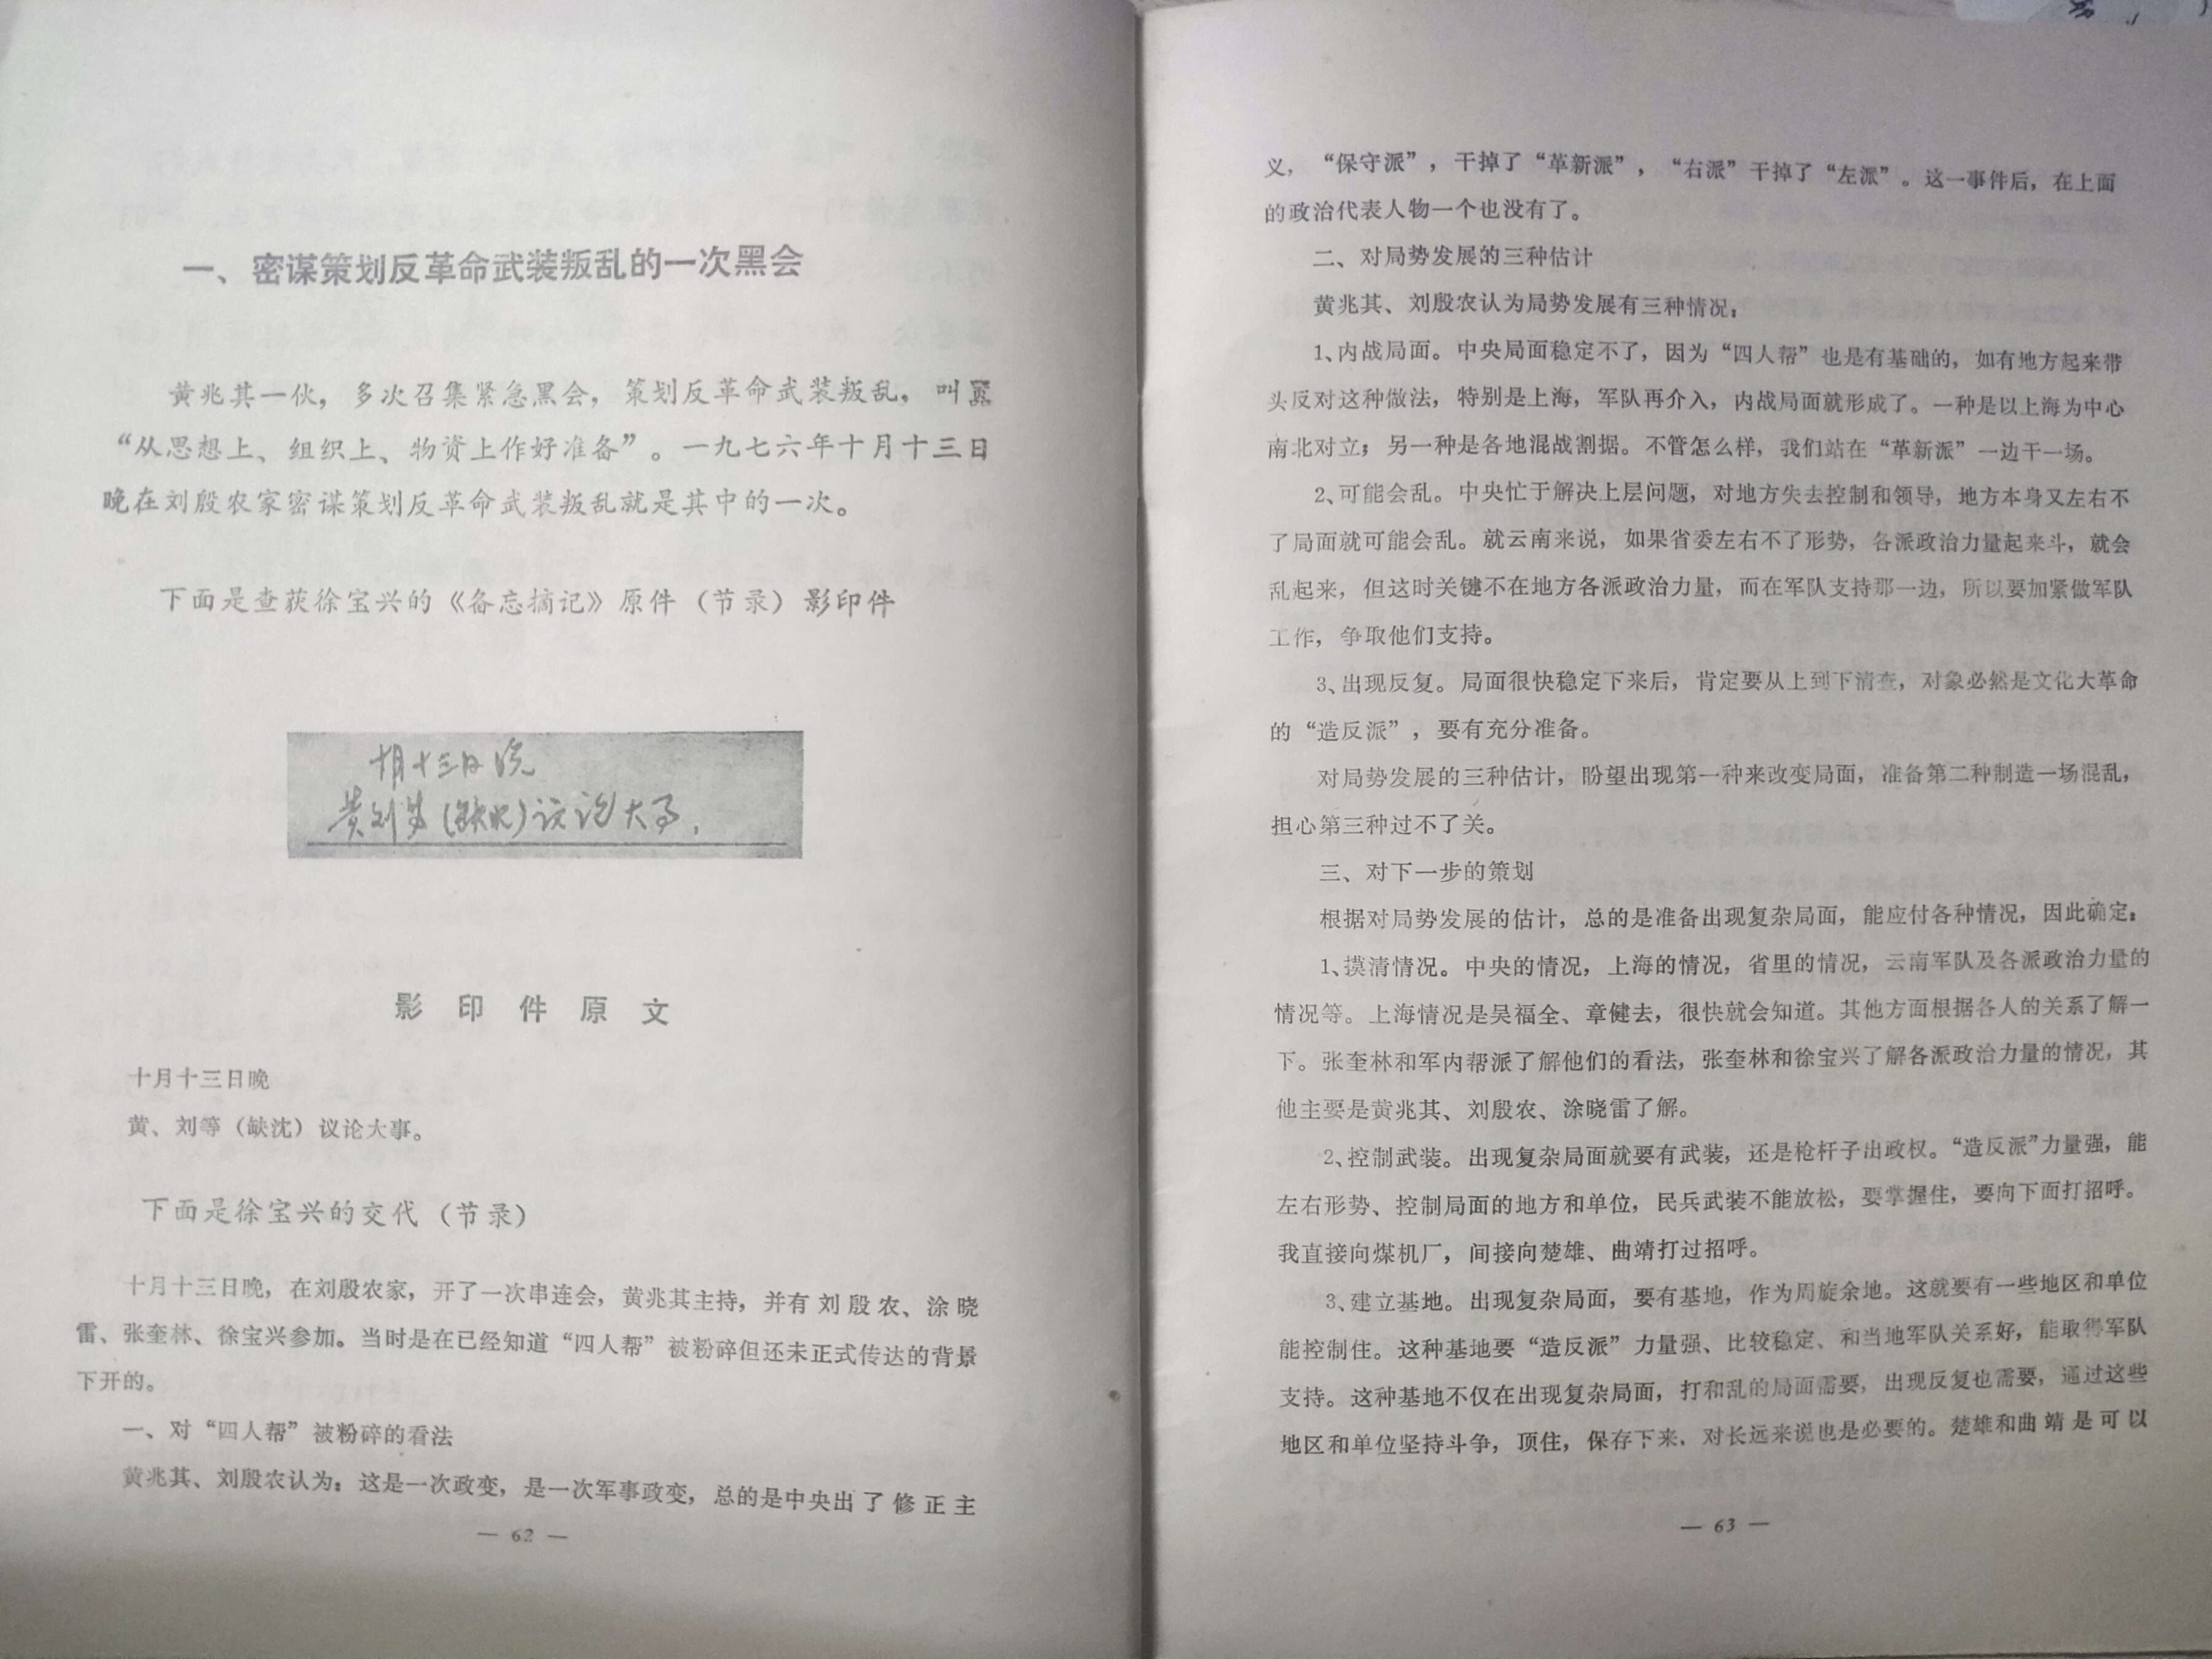 一、密谋策划反革命武装叛乱的一次黑会
黄兆其一伙，多次召集紧急黑会，策划反革命武装叛乱，叫嚣
“从思想上、组织上、物资上作好准备”。一九七六年十月十三日
晚在刘殷农家密谋策划反革命武装叛乱就是其中的一次。
下面是查获徐宝兴的《备忘摘记》原件（节录）影印件
十月十三日晚
黄刘等（缺沈）议论大事，
影印件原文
十月十三日晚
黄、刘等（缺沈）议论大事。
下面是徐宝兴的交代（节录）
十月十三日晚，在刘殷农家，开了一次串连会，黄兆其主持，并有刘殷农、涂晓
雷、张奎林、徐宝兴参加。当时是在已经知道“四人帮”被粉碎但还未正式传达的背景
下开的。
一、对“四人帮”被粉碎的看法
黄兆其、刘殷农认为：这是一次政变，是一次军事政变，总的是中央出了修正主
— 62 —
义，“保守派”，干掉了“革新派”，“右派”干掉了“左派”。这一事件后，在上面
的政治代表人物一个也没有了。
二、对局势发展的三种估计
黄兆其、刘殷农认为局势发展有三种情况：
1、内战局面。中央局面稳定不了，因为“四人帮”也是有基础的，如有地方起来带
头反对这种做法，特别是上海，军队再介入，内战局面就形成了。一种是以上海为中心
南北对立；另一种是各地混战割据。不管怎么样，我们站在“革新派”一边干一场。
2、可能会乱。中央忙于解决上层问题，对地方失去控制和领导，地方本身又左右不
了局面就可能会乱。就云南来说，如果省委左右不了形势，各派政治力量起来斗，就会
乱起来，但这时关键不在地方各派政治力量，而在军队支持那一边，所以要加紧做军队
工作，争取他们支持。
3、出现反复。局面很快稳定下来后，肯定要从上到下清查，对象必然是文化大革命
的“造反派”，要有充分准备。
对局势发展的三种估计，盼望出现第一种来改变局面，准备第二种制造一场混乱，
担心第三种过不了关。
三、对下一步的策划
根据对局势发展的估计，总的是准备出现复杂局面，能应付各种情况，因此确定：
1、摸清情况。中央的情况，上海的情况，省里的情况，云南军队及各派政治力量的
情况等。上海情况是吴福全、章健去，很快就会知道。其他方面根据各人的关系了解一
下。张奎林和军内帮派了解他们的看法，张奎林和徐宝兴了解各派政治力量的情况，其
他主要是黄兆其、刘殷农、涂晓雷了解。
2、控制武装。出现复杂局面就要有武装，还是枪杆子出政权。“造反派”力量强，能
左右形势、控制局面的地方和单位，民兵武装不能放松，要掌握住，要向下面打招呼。
我直接向煤机厂，间接向楚雄、曲靖打过招呼。
3、建立基地。出现复杂局面，要有基地，作为周旋余地。这就要有一些地区和单位
能控制住。这种基地要“造反派”力量强、比较稳定、和当地军队关系好，能取得军队
支持。这种基地不仅在出现复杂局面，打和乱的局面需要，出现反复也需要，通过这些
地区和单位坚持斗争，顶住，保存下来，对长远来说也是必要的。楚雄和曲靖是可以
— 63 —